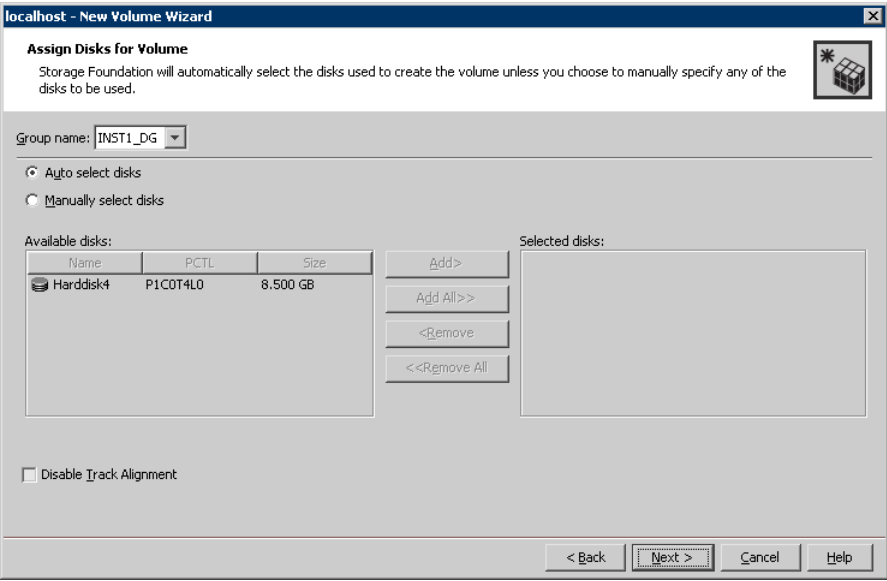 localhost - New Volume Wizard
Assign Disks for Volume
Storage Foundation will automatically select the disks used to create the volume unless you choose to manually specify any of the
disks to be used.
Group name: INST1_DG
Auto select disks
Manually select disks
Available disks:
Name PCTL Size
Harddisk4 P1C0T4L0 8.500 GB
Add>
Add All>>
<Remove
<<Remove All
Selected disks:
Disable Track Alignment
< Back Next > Cancel Help